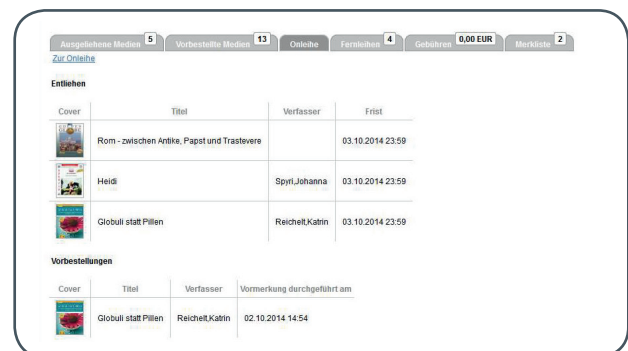 Ausgeliehene Medien 5 Vorbestellte Medien 13 Onleihe Fernleihen 4 Gebühren 0,00 EUR Merkliste 2
Zur Onleihe
Entliehen
Cover Titel Verfasser Frist
Rom - zwischen Antike, Papst und Trastevere 03.10.2014 23:59
Heidi Spyri,Johanna 03.10.2014 23:59
Globuli statt Pillen Reichelt,Katrin 03.10.2014 23:59
Vorbestellungen
Cover Titel Verfasser Vormerkung durchgeführt am
Globuli statt Pillen Reichelt,Katrin 02.10.2014 14:54